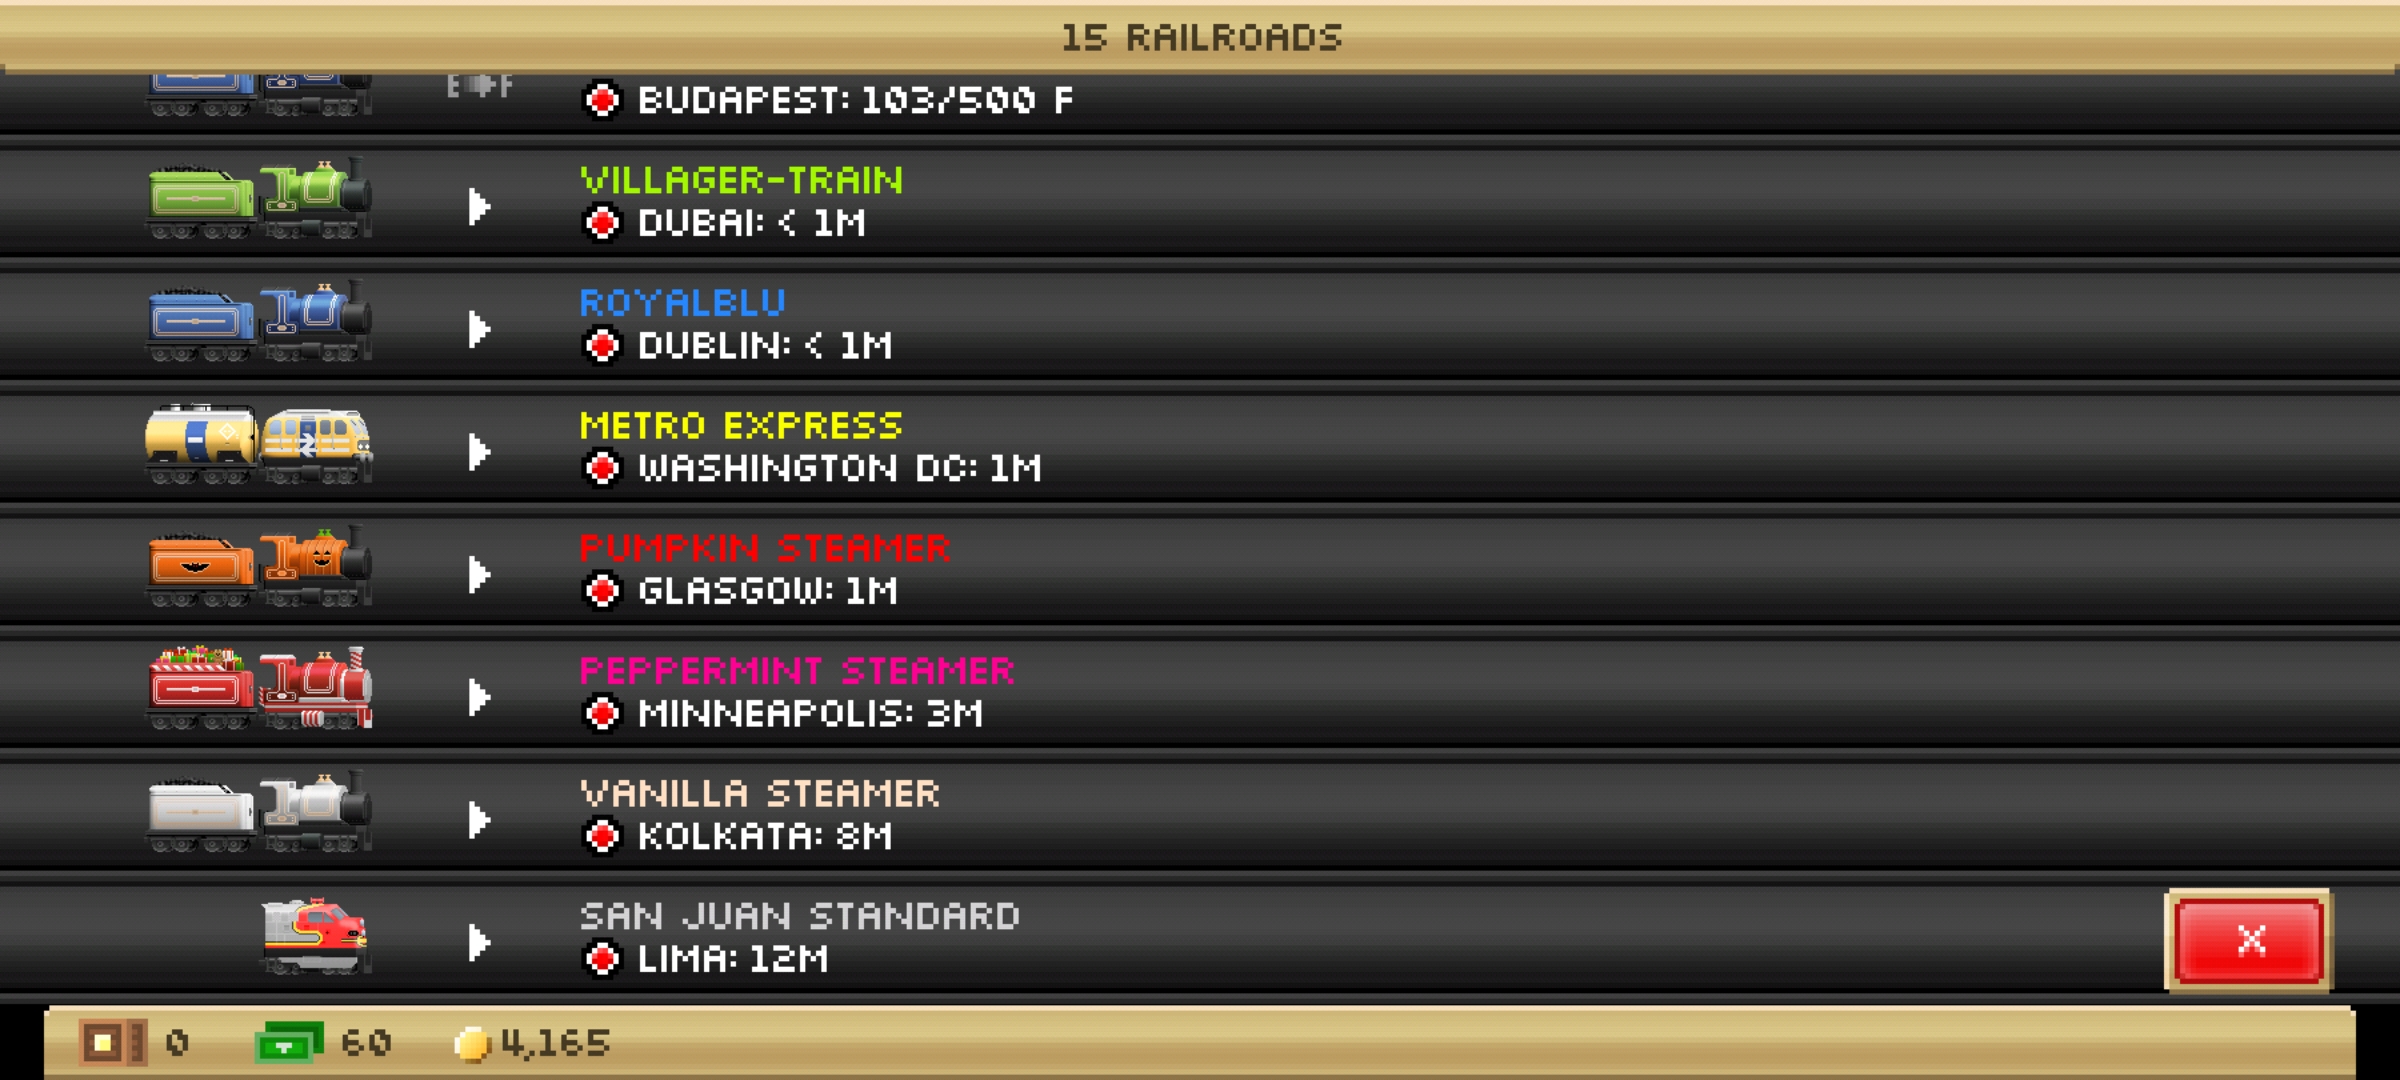 15 RAILROADS
E F
BUDAPEST: 103/500 F
VILLAGER-TRAIN
DUBAI: < 1M
ROYALBLU
DUBLIN: < 1M
METRO EXPRESS
WASHINGTON DC: 1M
PUMPKIN STEAMER
GLASGOW: 1M
PEPPERMINT STEAMER
MINNEAPOLIS: 3M
VANILLA STEAMER
KOLKATA: 8M
SAN JUAN STANDARD
LIMA: 12M
X
0 60 4,165